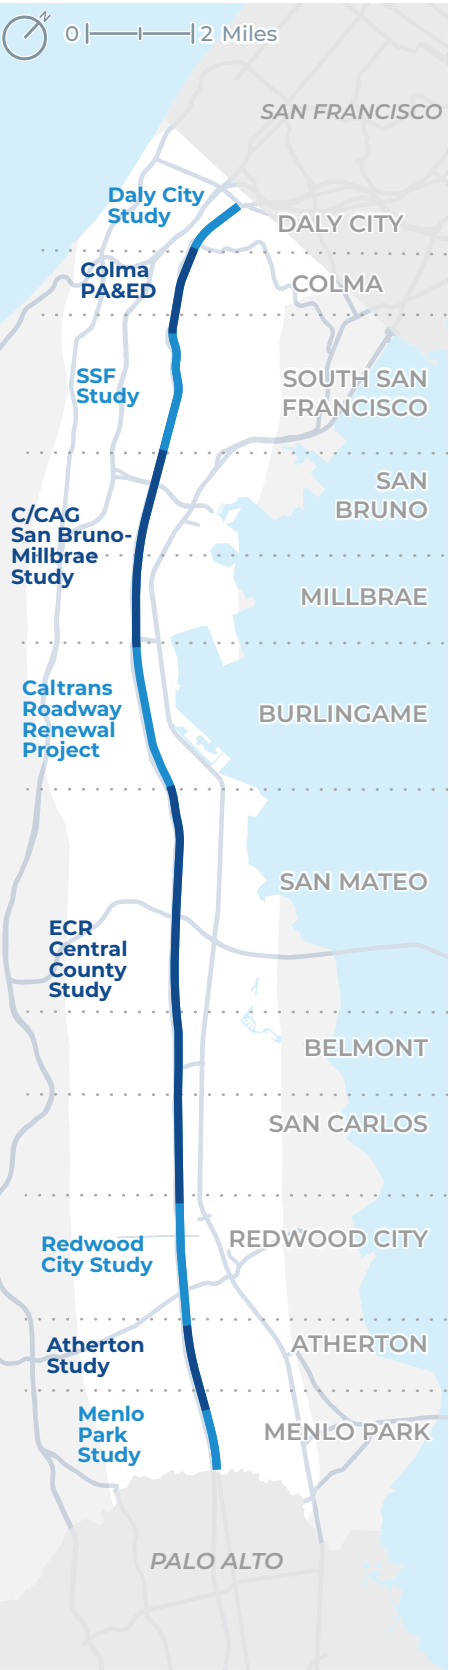 N
0 2 Miles
SAN FRANCISCO
Daly City
Study
DALY CITY
Colma
PA&ED
COLMA
SSF
Study
SOUTH SAN
FRANCISCO
SAN
BRUNO
C/CAG
San Bruno-
Millbrae
Study
MILLBRAE
Caltrans
Roadway
Renewal
Project
BURLINGAME
SAN MATEO
ECR
Central
County
Study
BELMONT
SAN CARLOS
Redwood
City Study
REDWOOD CITY
Atherton
Study
ATHERTON
Menlo
Park
Study
MENLO PARK
PALO ALTO